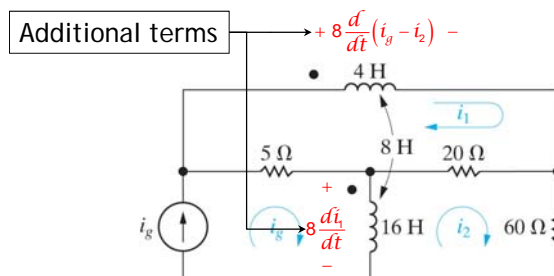 Additional terms
+ 8 d/dt (i_g − i_2) −
4 H
i_1
8 H
5 Ω
20 Ω
+
i_g
i_g
8 di_1/dt
16 H
i_2
60 Ω
−